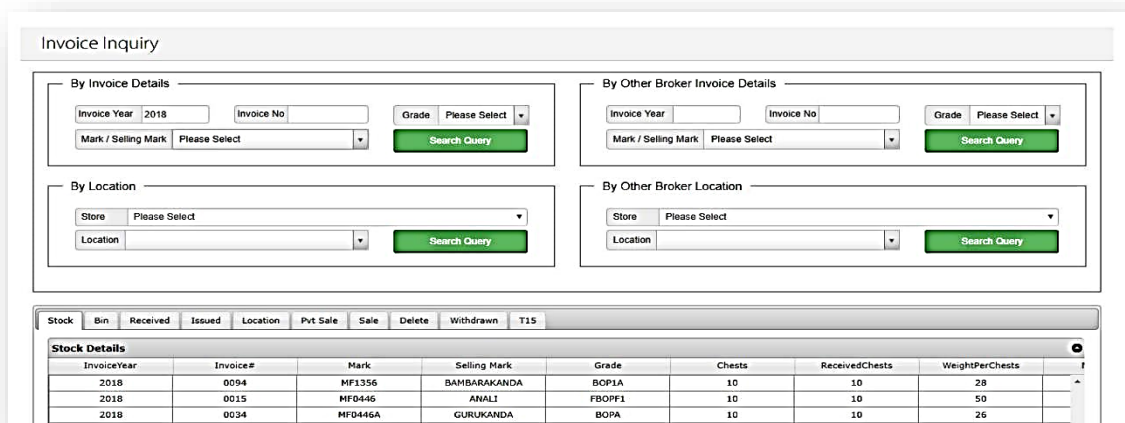 Invoice Inquiry
By Invoice Details
Invoice Year 2018 Invoice No Grade Please Select
Mark / Selling Mark Please Select Search Query
By Other Broker Invoice Details
Invoice Year Invoice No Grade Please Select
Mark / Selling Mark Please Select Search Query
By Location
Store Please Select
Location Search Query
By Other Broker Location
Store Please Select
Location Search Query
Stock Bin Received Issued Location Pvt Sale Sale Delete Withdrawn T15
Stock Details
InvoiceYear Invoice# Mark Selling Mark Grade Chests ReceivedChests WeightPerChests
2018 0094 MF1356 BAMBARAKANDA BOP1A 10 10 28
2018 0015 MF0446 ANALI FBOPF1 10 10 50
2018 0034 MF0446A GURUKANDA BOPA 10 10 26